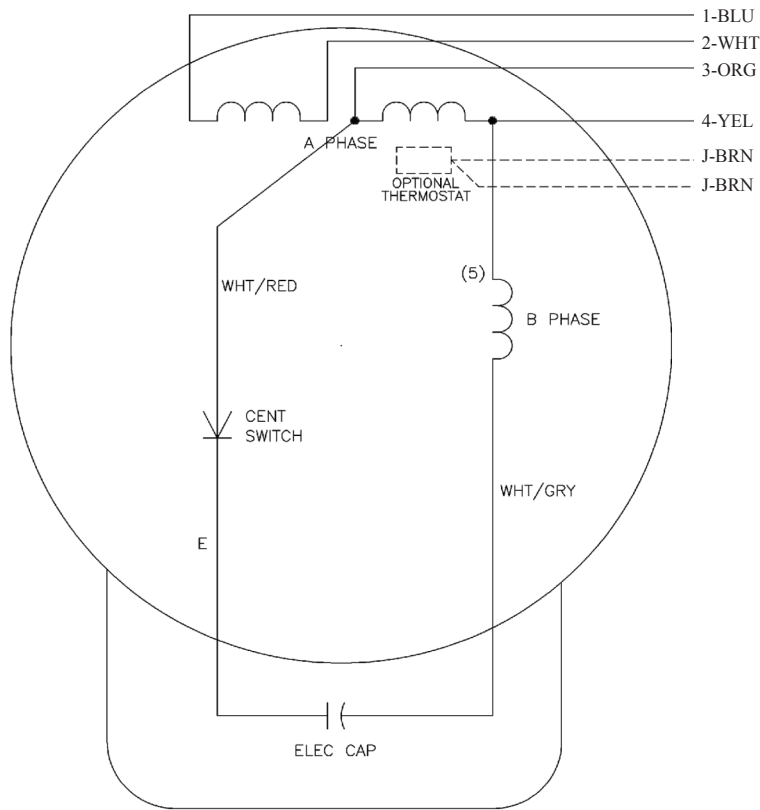 1-BLU
2-WHT
3-ORG
4-YEL
A PHASE
J-BRN
OPTIONAL
THERMOSTAT
J-BRN
WHT/RED
(5)
B PHASE
CENT
SWITCH
WHT/GRY
E
ELEC CAP